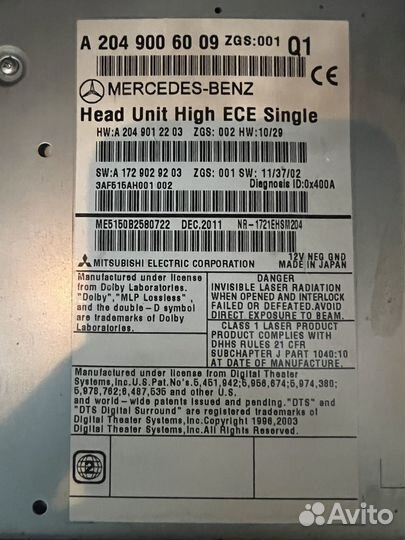 A 204 900 60 09 ZGS:001 Q1
MERCEDES-BENZ CE
Head Unit High ECE Single
HW:A 204 901 22 03 ZGS: 002 HW:10/29
SW:A 172 902 92 03 ZGS: 001 SW: 11/37/02
3AF515AH001 002 Diagnosis ID:0x400A
ME5150B2580722 DEC,2011 NR-1721EHSM204
MITSUBISHI ELECTRIC CORPORATION 12V NEG GND
MADE IN JAPAN
Manufactured under license
from Dolby Laboratories.
"Dolby","MLP Lossless",
and the double-D symbol
are trademarks of Dolby
Laboratories.
DANGER
INVISIBLE LASER RADIATION
WHEN OPENED AND INTERLOCK
FAILED OR DEFEATED.AVOID
DIRECT EXPOSURE TO BEAM.
CLASS 1 LASER PRODUCT
PRODUCT COMPLIES WITH
DHHS RULES 21 CFR
SUBCHAPTER J PART 1040:10
AT DATE OF MANUFACTURE.
Manufactured under license from Digital Theater
Systems,Inc.U.S.Pat.No's.5,451,942;5,956,674;5,974,380;
5,978,762;6,487,535 and other U.S.
and world-wide patents issued and pending."DTS" and
"DTS Digital Surround" are registered trademarks of
Digital Theater Systems,Inc.Copyright 1996,2003
Digital Theater Systems,Inc.All Rights Reserved.
2
Avito